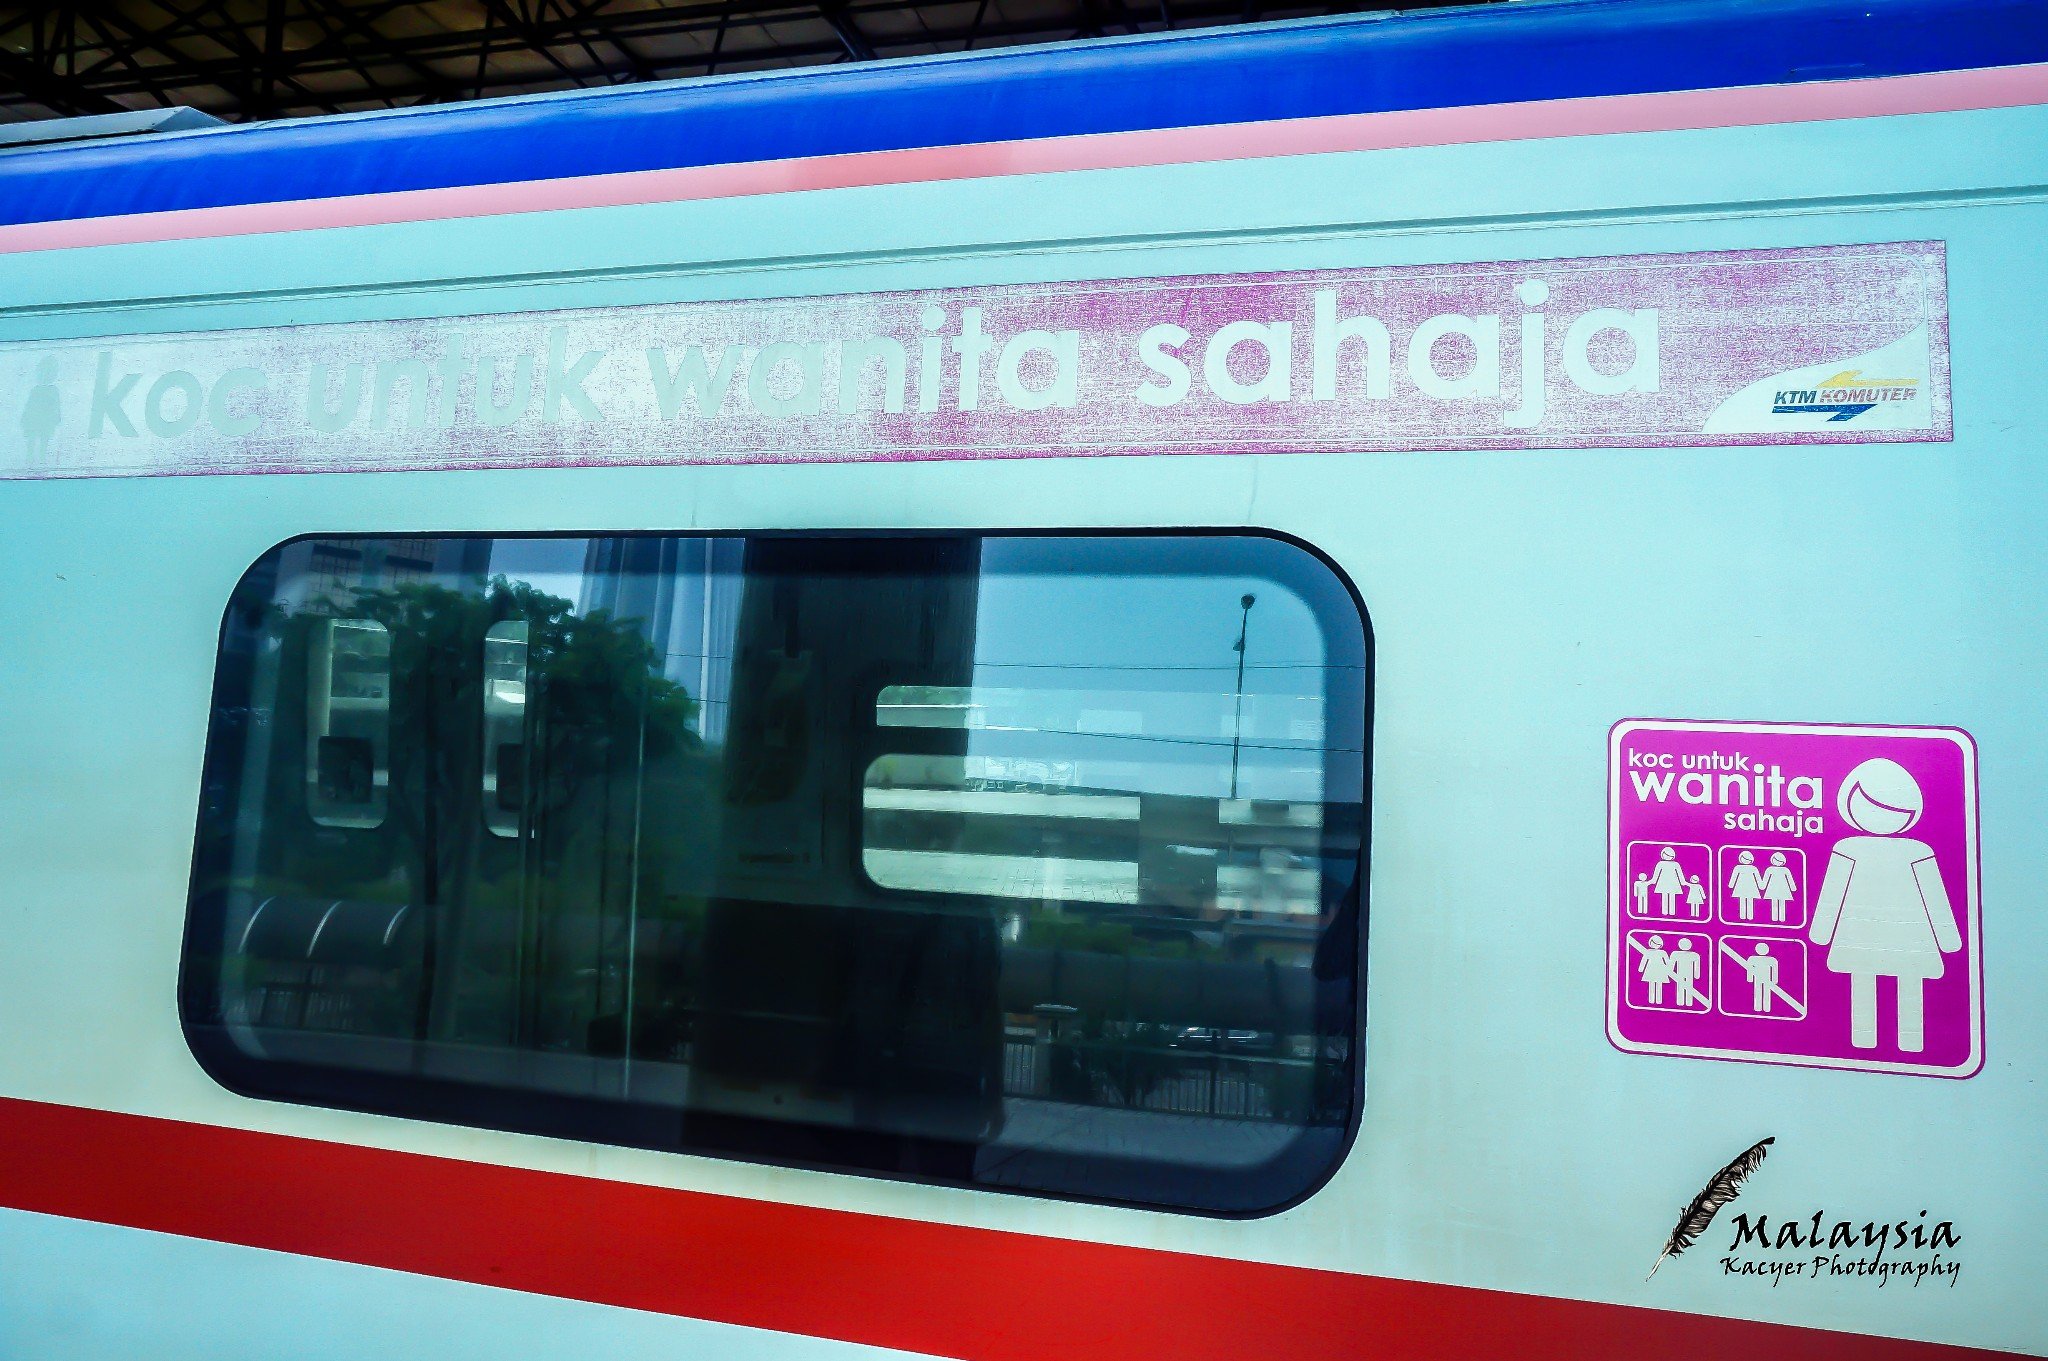 koc untuk wanita sahaja
KTM KOMUTER
koc untuk
wanita
sahaja
Malaysia
Kacyer Photography